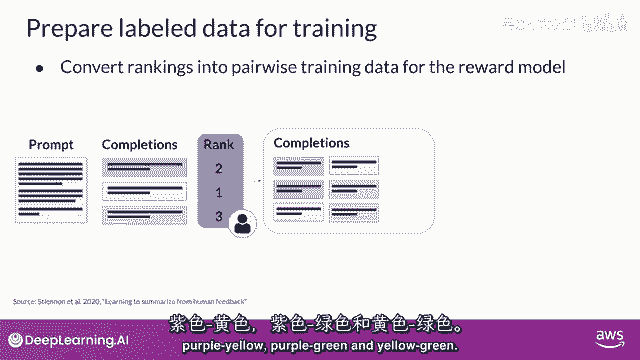 Prepare labeled data for training
● Convert rankings into pairwise training data for the reward model
Prompt Completions Rank Completions
2
1
3
Source: Stiennon et al. 2020, "Learning to summarize from human feedback"
紫色-黄色，紫色-绿色和黄色-绿色。
purple-yellow, purple-green and yellow-green.
DeepLearning.AI aws